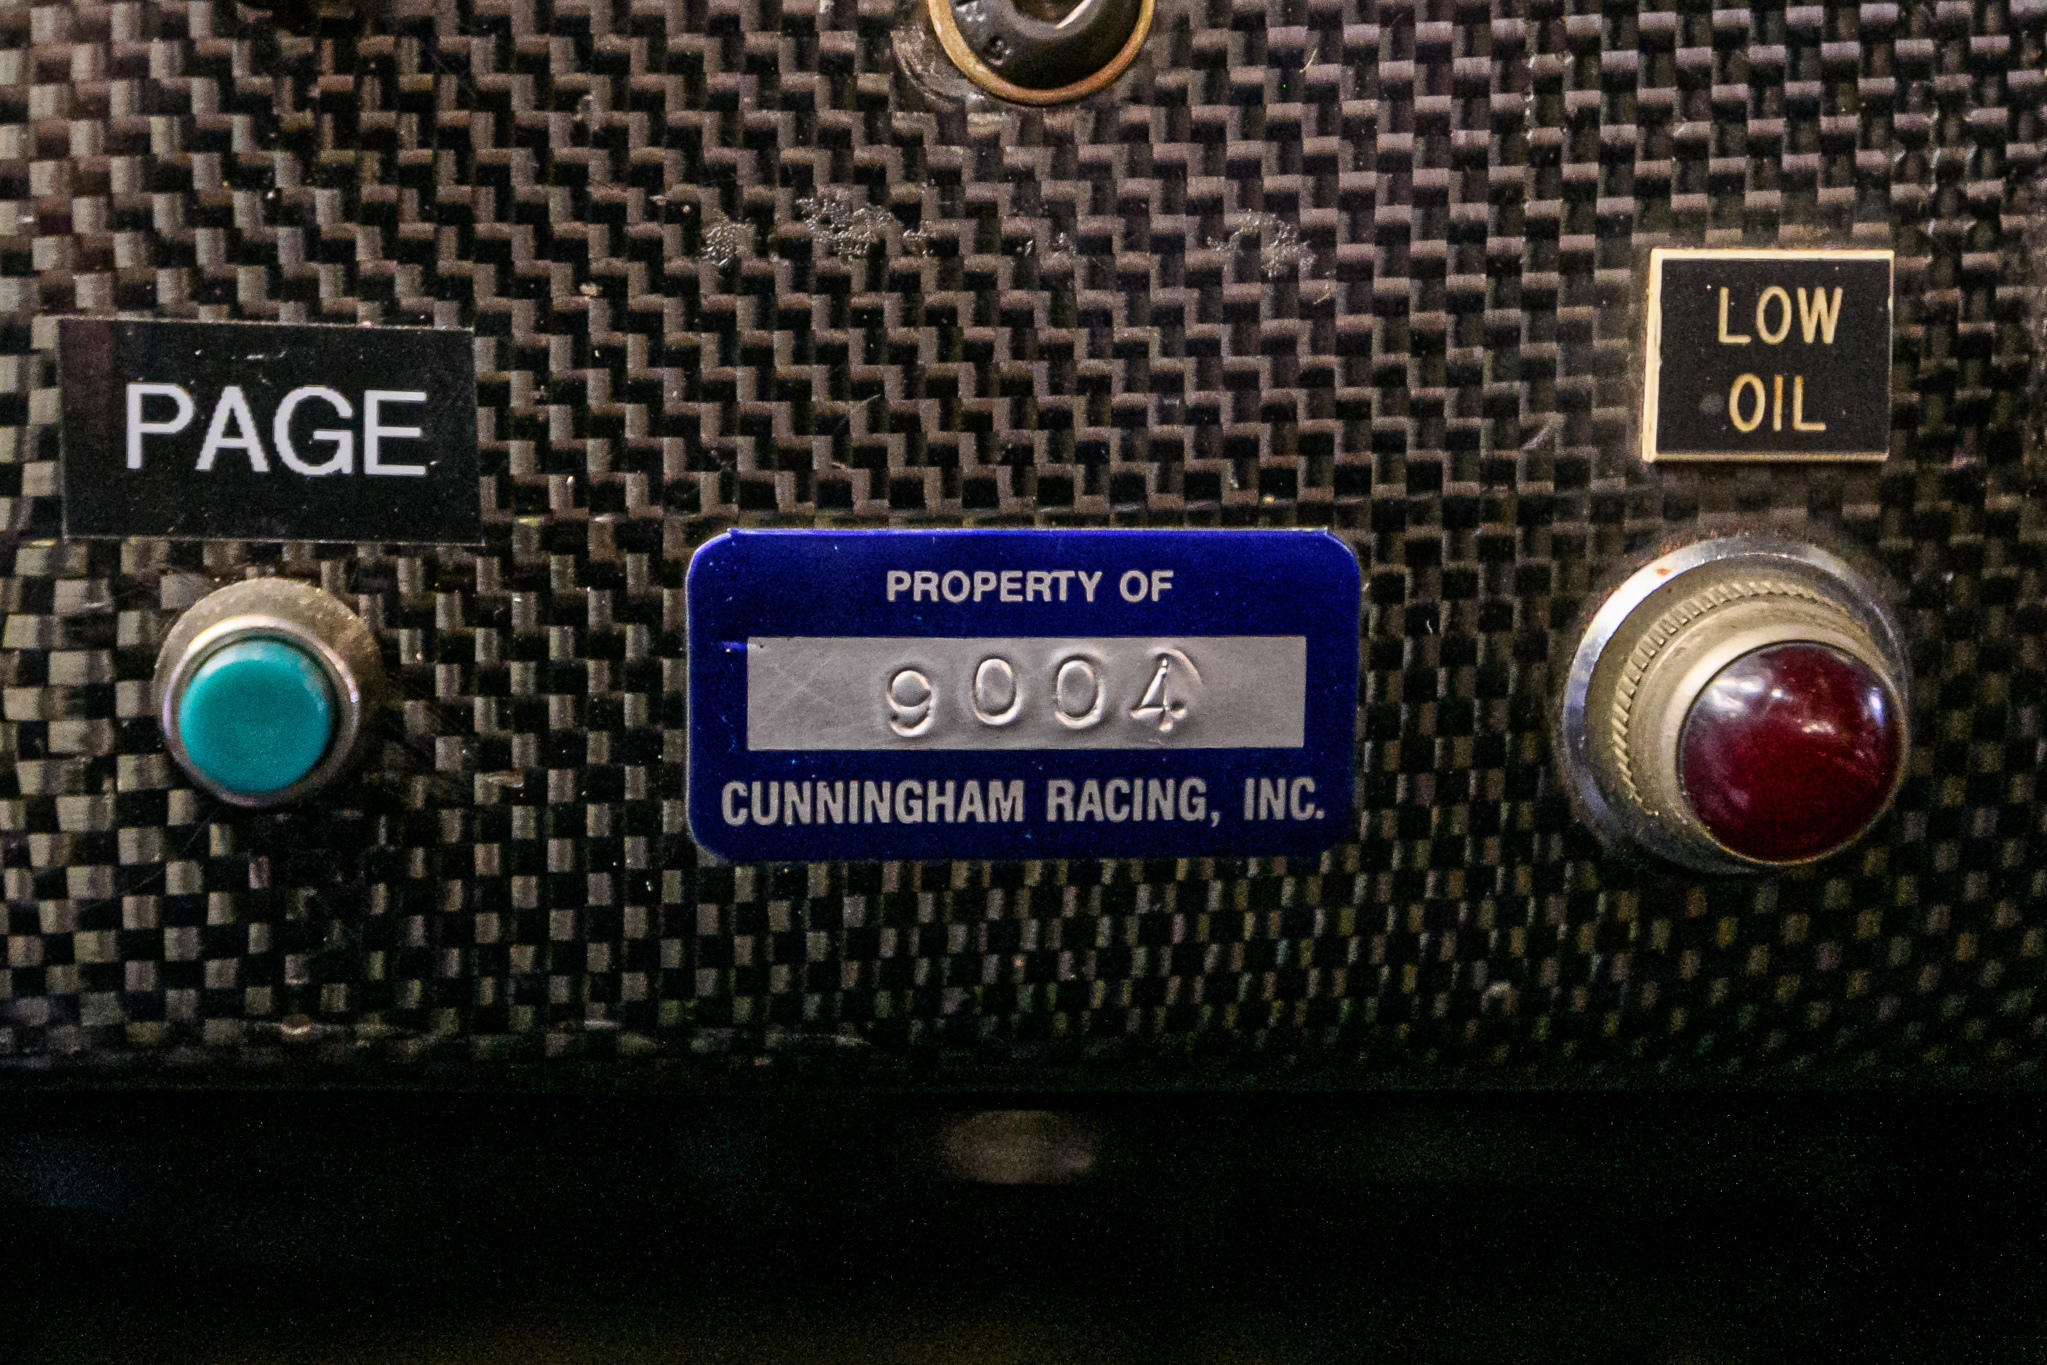 PAGE
LOW
OIL
PROPERTY OF
9004
CUNNINGHAM RACING, INC.